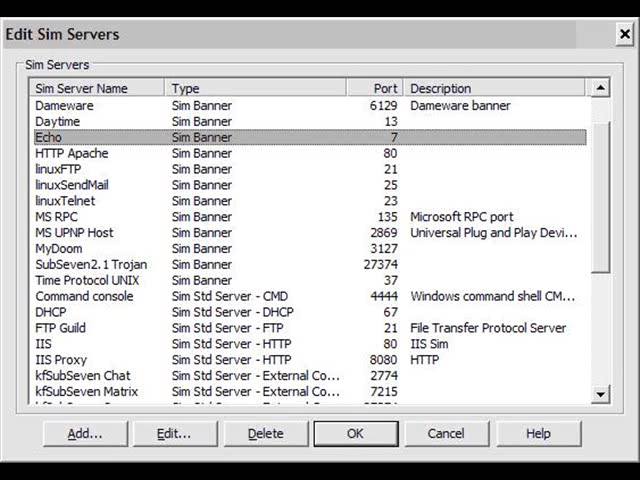 Edit Sim Servers
Sim Servers
Sim Server Name Type Port Description
Dameware Sim Banner 6129 Dameware banner
Daytime Sim Banner 13
Echo Sim Banner 7
HTTP Apache Sim Banner 80
linuxFTP Sim Banner 21
linuxSendMail Sim Banner 25
linuxTelnet Sim Banner 23
MS RPC Sim Banner 135 Microsoft RPC port
MS UPNP Host Sim Banner 2869 Universal Plug and Play Devi...
MyDoom Sim Banner 3127
SubSeven2.1 Trojan Sim Banner 27374
Time Protocol UNIX Sim Banner 37
Command console Sim Std Server - CMD 4444 Windows command shell CM...
DHCP Sim Std Server - DHCP 67
FTP Guild Sim Std Server - FTP 21 File Transfer Protocol Server
IIS Sim Std Server - HTTP 80 IIS Sim
IIS Proxy Sim Std Server - HTTP 8080 HTTP
kfSubSeven Chat Sim Std Server - External Co... 2774
kfSubSeven Matrix Sim Std Server - External Co... 7215
Add... Edit... Delete OK Cancel Help